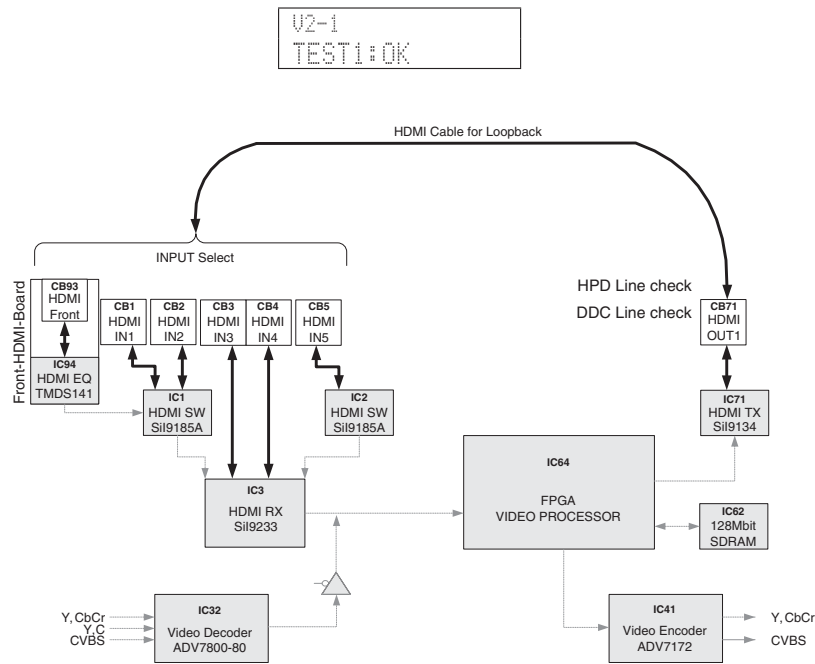 V2-1
TEST1:OK
HDMI Cable for Loopback
INPUT Select
Front-HDMI-Board
CB93
HDMI
Front
IC94
HDMI EQ
TMDS141
CB1
HDMI
IN1
CB2
HDMI
IN2
CB3
HDMI
IN3
CB4
HDMI
IN4
CB5
HDMI
IN5
HPD Line check
DDC Line check
CB71
HDMI
OUT1
IC1
HDMI SW
SiI9185A
IC2
HDMI SW
SiI9185A
IC71
HDMI TX
SiI9134
IC3
HDMI RX
SiI9233
IC64
FPGA
VIDEO PROCESSOR
IC62
128Mbit
SDRAM
Y, CbCr
Y,C
CVBS
IC32
Video Decoder
ADV7800-80
IC41
Video Encoder
ADV7172
Y, CbCr
CVBS